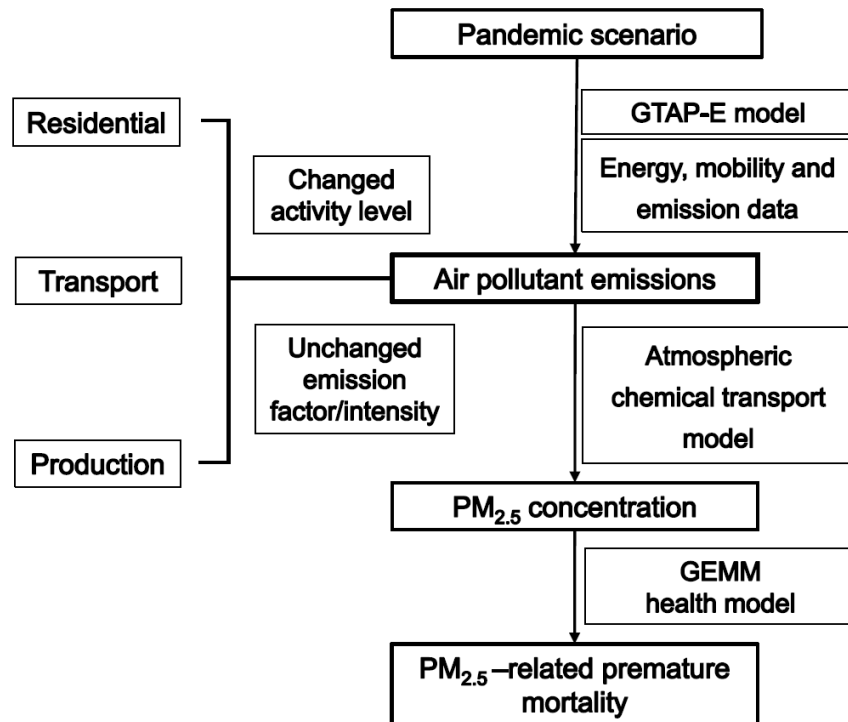 Pandemic scenario
GTAP-E model
Energy, mobility and
emission data
Residential
Changed
activity level
Transport
Air pollutant emissions
Unchanged
emission
factor/intensity
Atmospheric
chemical transport
model
Production
PM2.5 concentration
GEMM
health model
PM2.5 –related premature
mortality